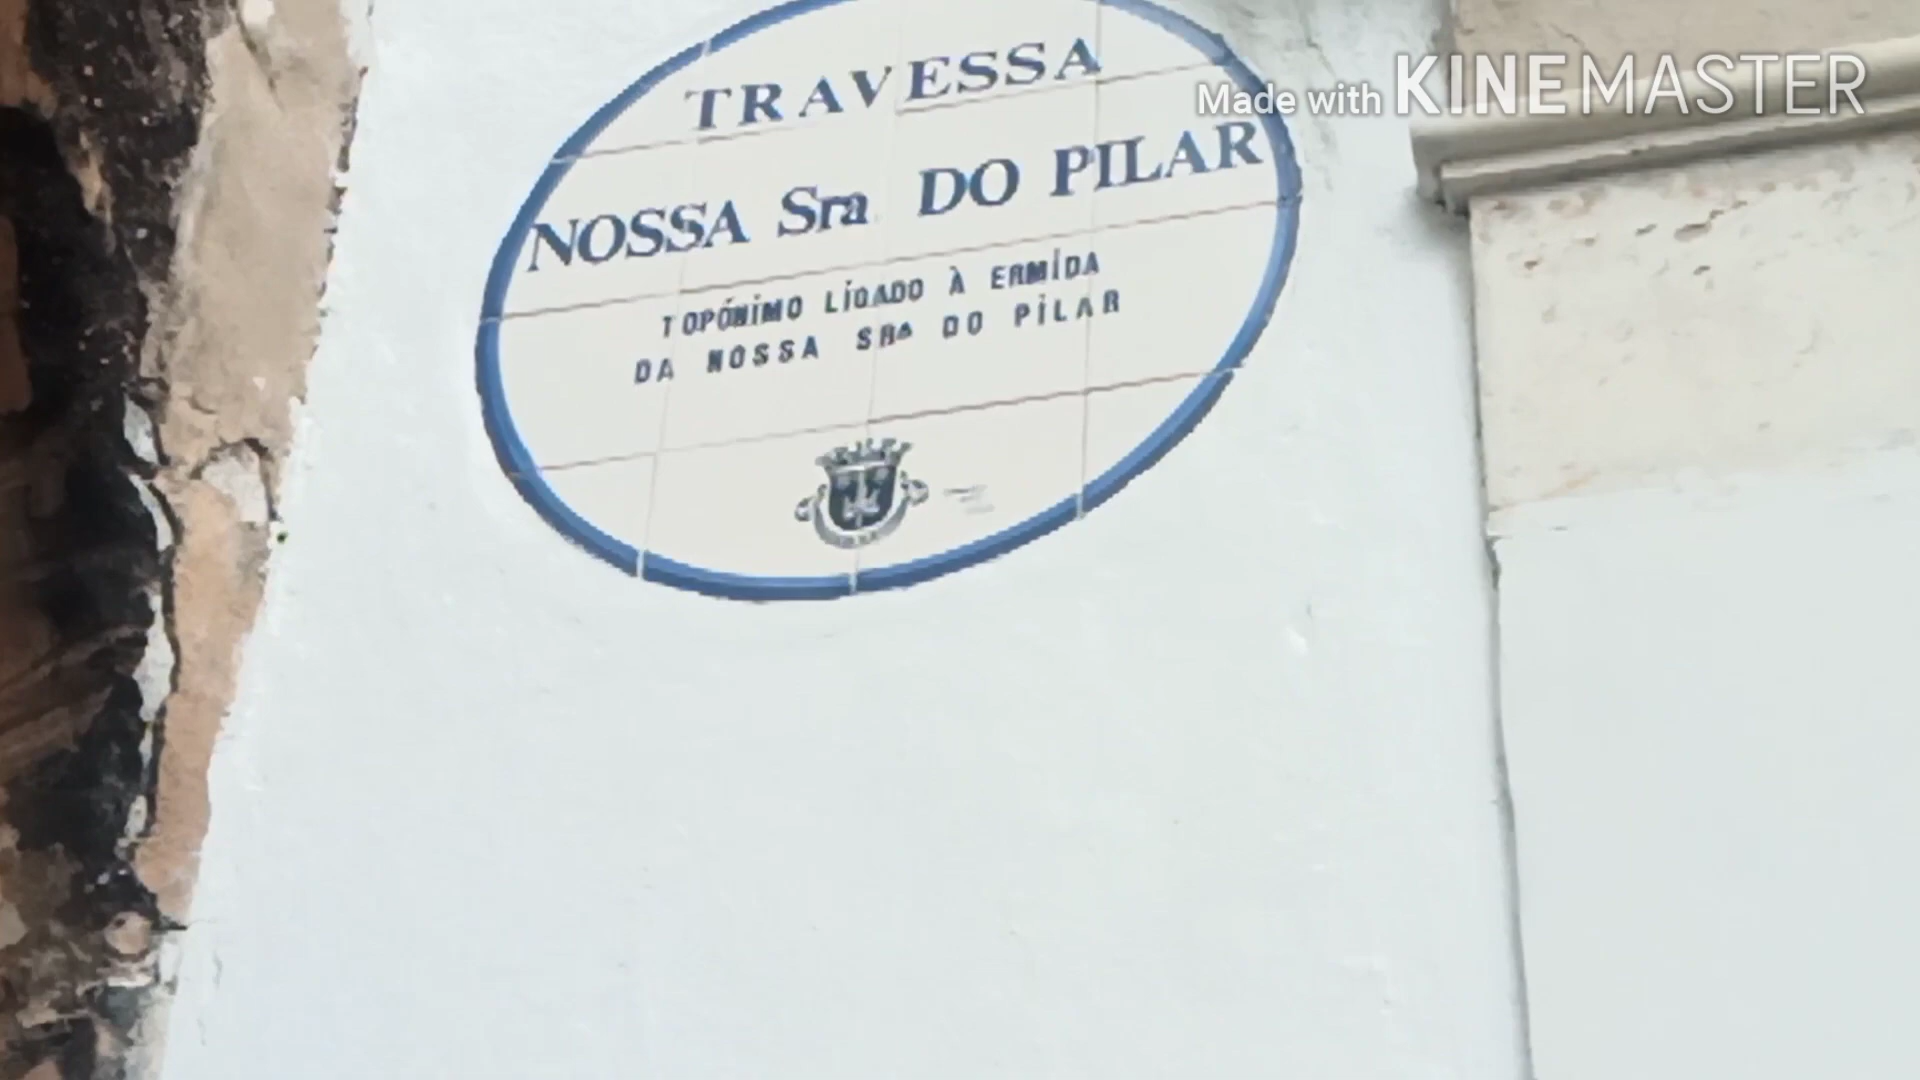 Made with KINEMASTER
TRAVESSA
NOSSA Sra DO PILAR
TOPÓNIMO LIGADO À ERMIDA
DA NOSSA SRA DO PILAR